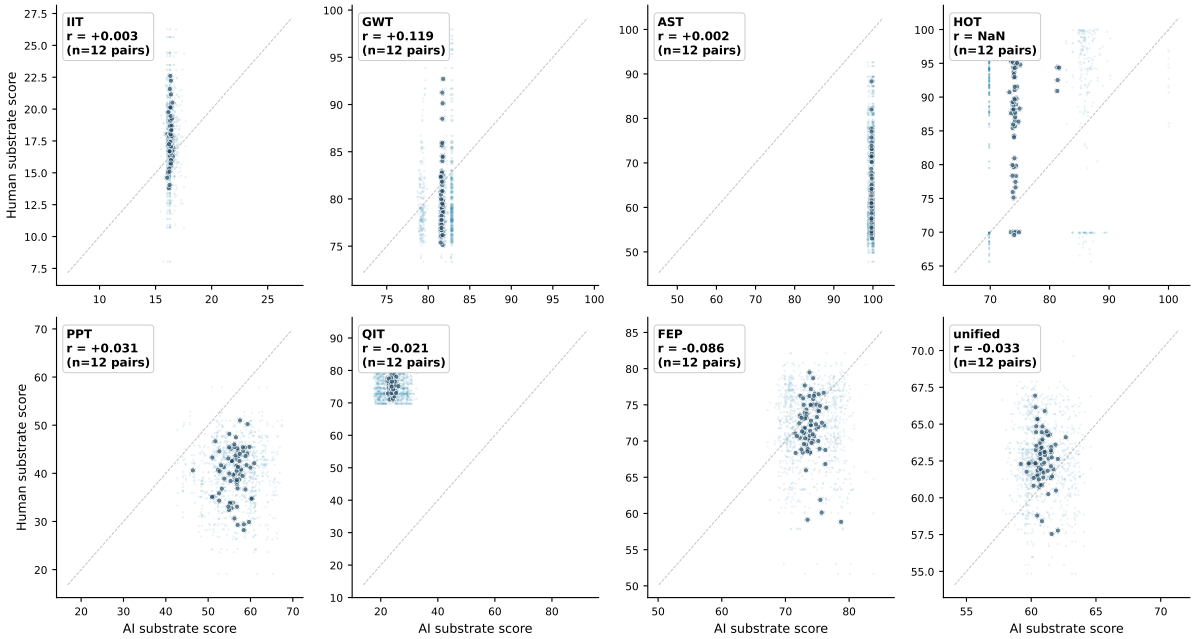 IIT
r = +0.003
(n=12 pairs)
27.5
25.0
22.5
20.0
17.5
15.0
12.5
10.0
7.5
Human substrate score
10 15 20 25
GWT
r = +0.119
(n=12 pairs)
100
95
90
85
80
75
75 80 85 90 95 100
AST
r = +0.002
(n=12 pairs)
100
90
80
70
60
50
50 60 70 80 90 100
HOT
r = NaN
(n=12 pairs)
100
95
90
85
80
75
70
65
70 80 90 100
PPT
r = +0.031
(n=12 pairs)
70
60
50
40
30
20
Human substrate score
20 30 40 50 60 70
AI substrate score
QIT
r = -0.021
(n=12 pairs)
90
80
70
60
50
40
30
20
10
20 40 60 80
AI substrate score
FEP
r = -0.086
(n=12 pairs)
85
80
75
70
65
60
55
50
50 60 70 80
AI substrate score
unified
r = -0.033
(n=12 pairs)
70.0
67.5
65.0
62.5
60.0
57.5
55.0
55 60 65 70
AI substrate score